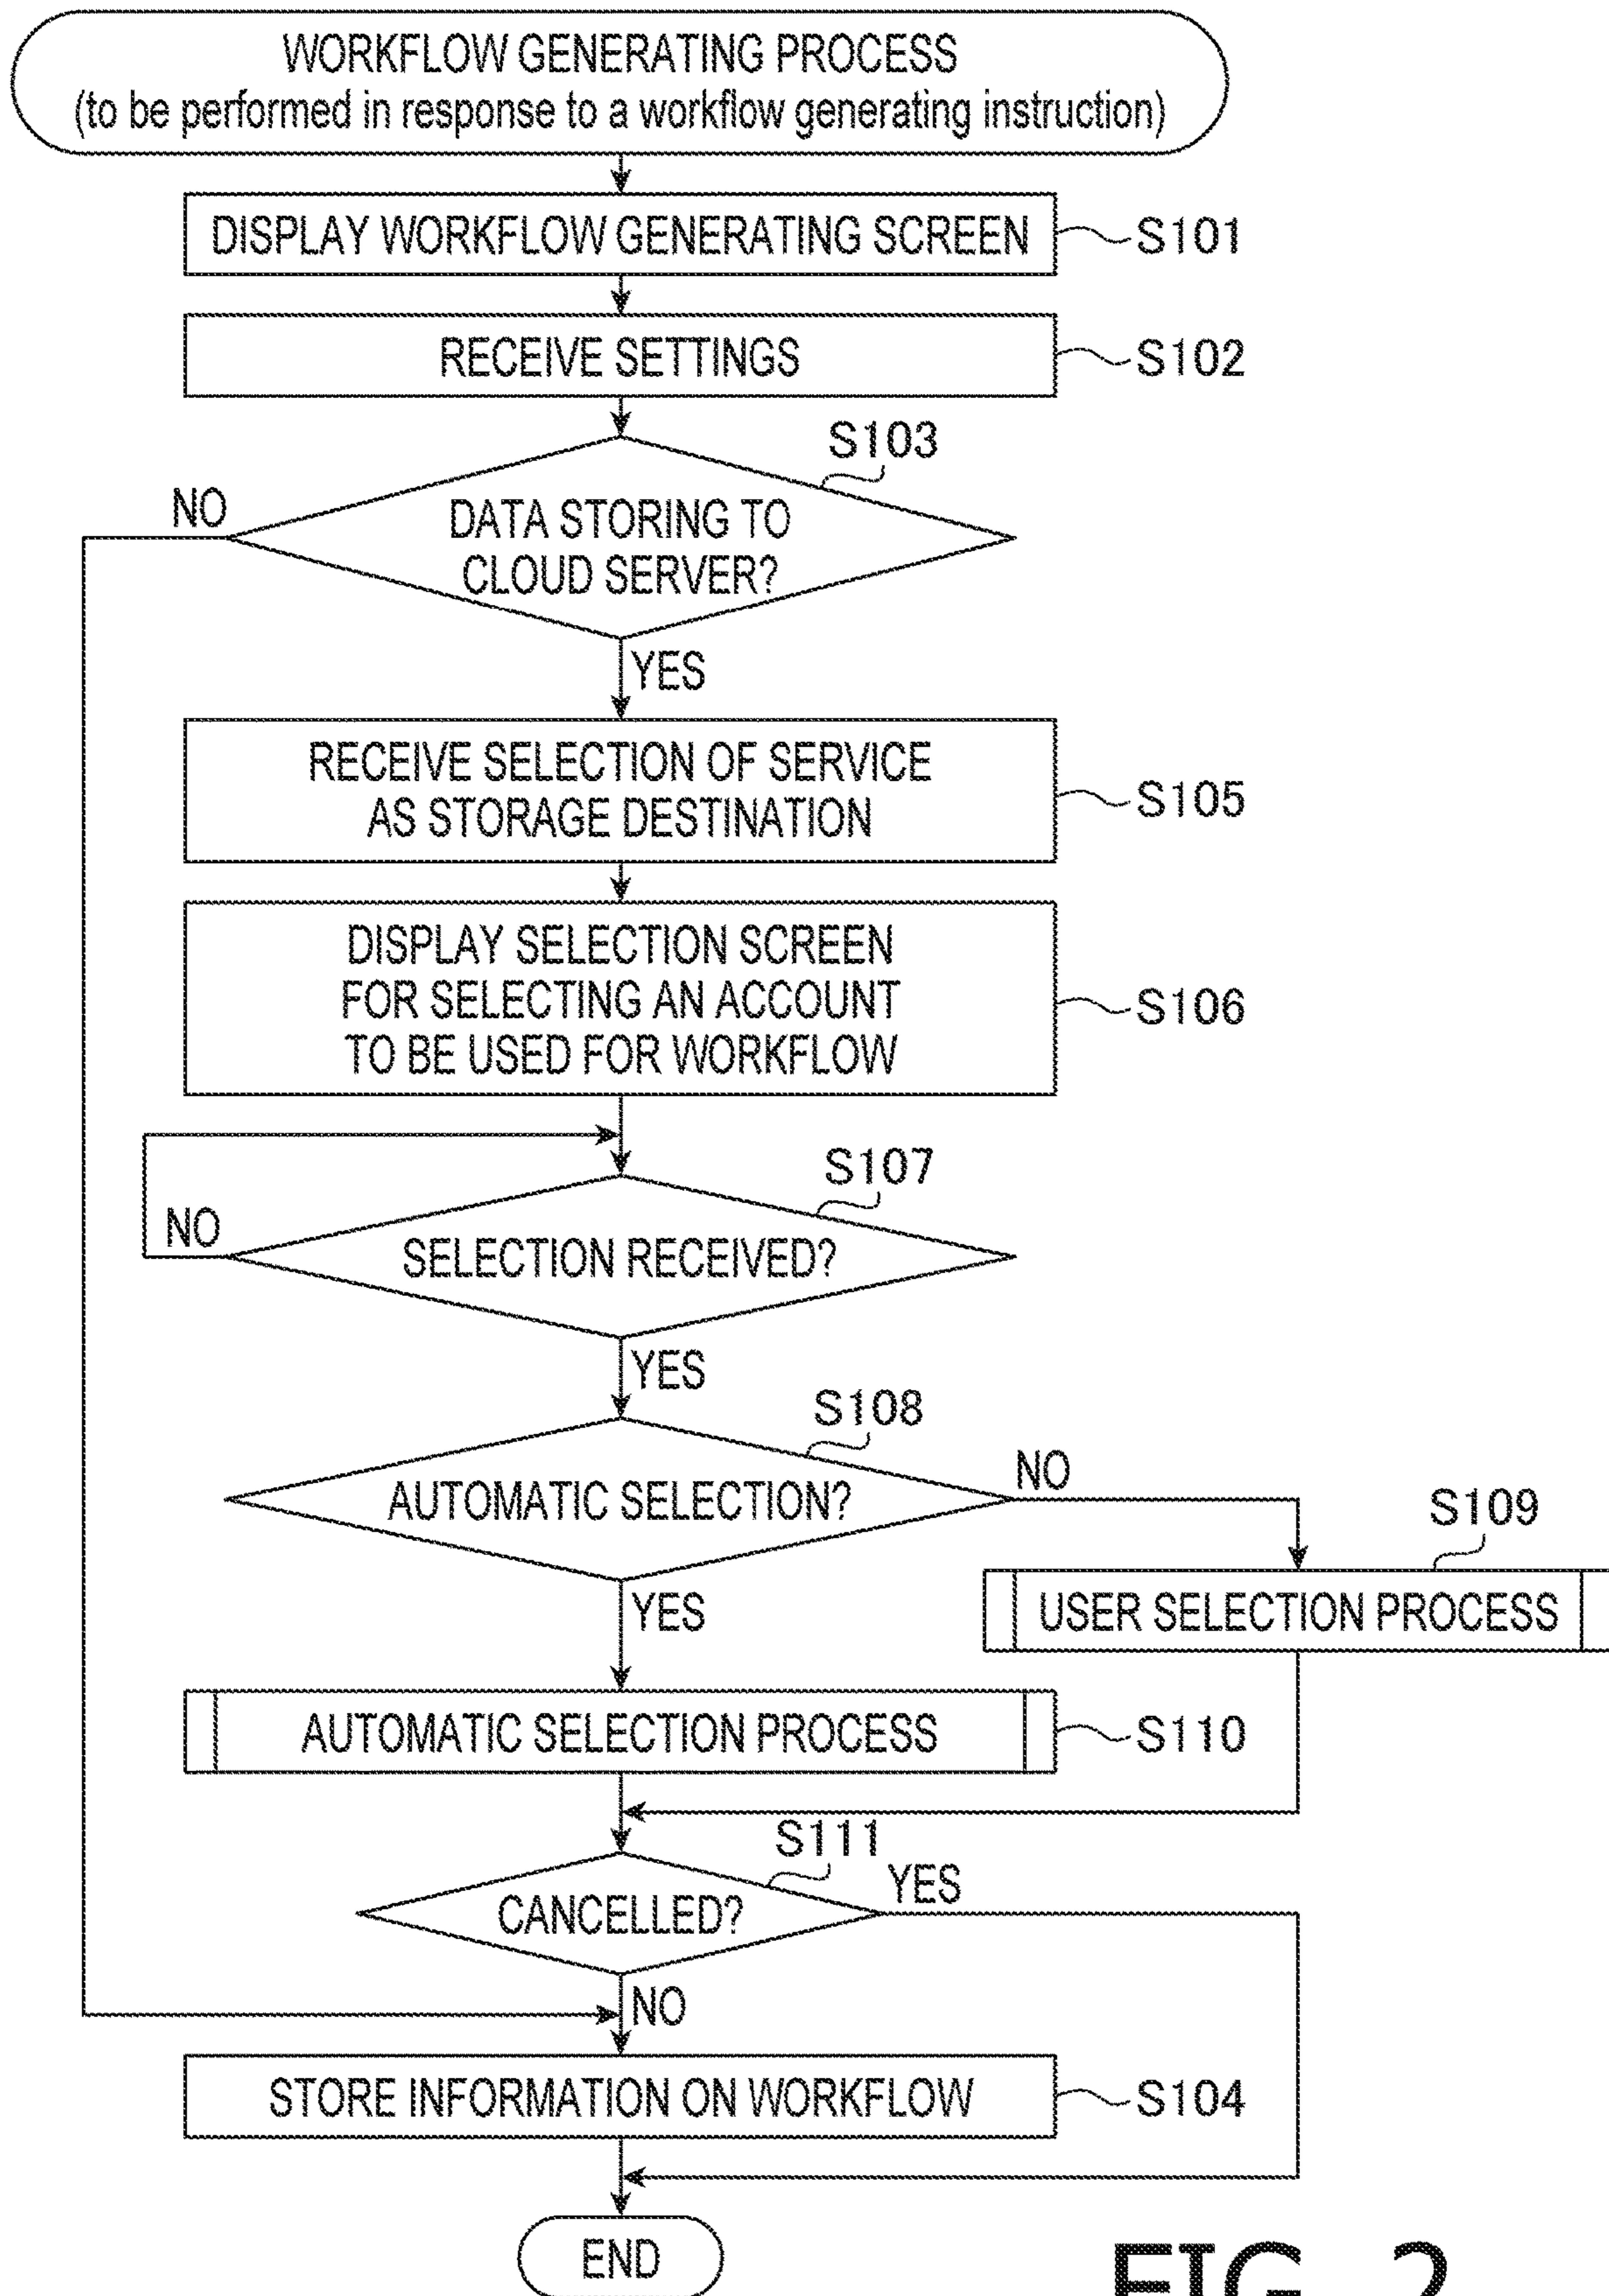 WORKFLOW GENERATING PROCESS
(to be performed in response to a workflow generating instruction)
DISPLAY WORKFLOW GENERATING SCREEN
S101
RECEIVE SETTINGS
S102
S103
NO
DATA STORING TO
CLOUD SERVER?
YES
RECEIVE SELECTION OF SERVICE
AS STORAGE DESTINATION
S105
DISPLAY SELECTION SCREEN
FOR SELECTING AN ACCOUNT
TO BE USED FOR WORKFLOW
S106
S107
NO
SELECTION RECEIVED?
YES
S108
NO
AUTOMATIC SELECTION?
S109
YES
USER SELECTION PROCESS
AUTOMATIC SELECTION PROCESS
S110
S111
YES
CANCELLED?
NO
STORE INFORMATION ON WORKFLOW
S104
END
FIG. 2